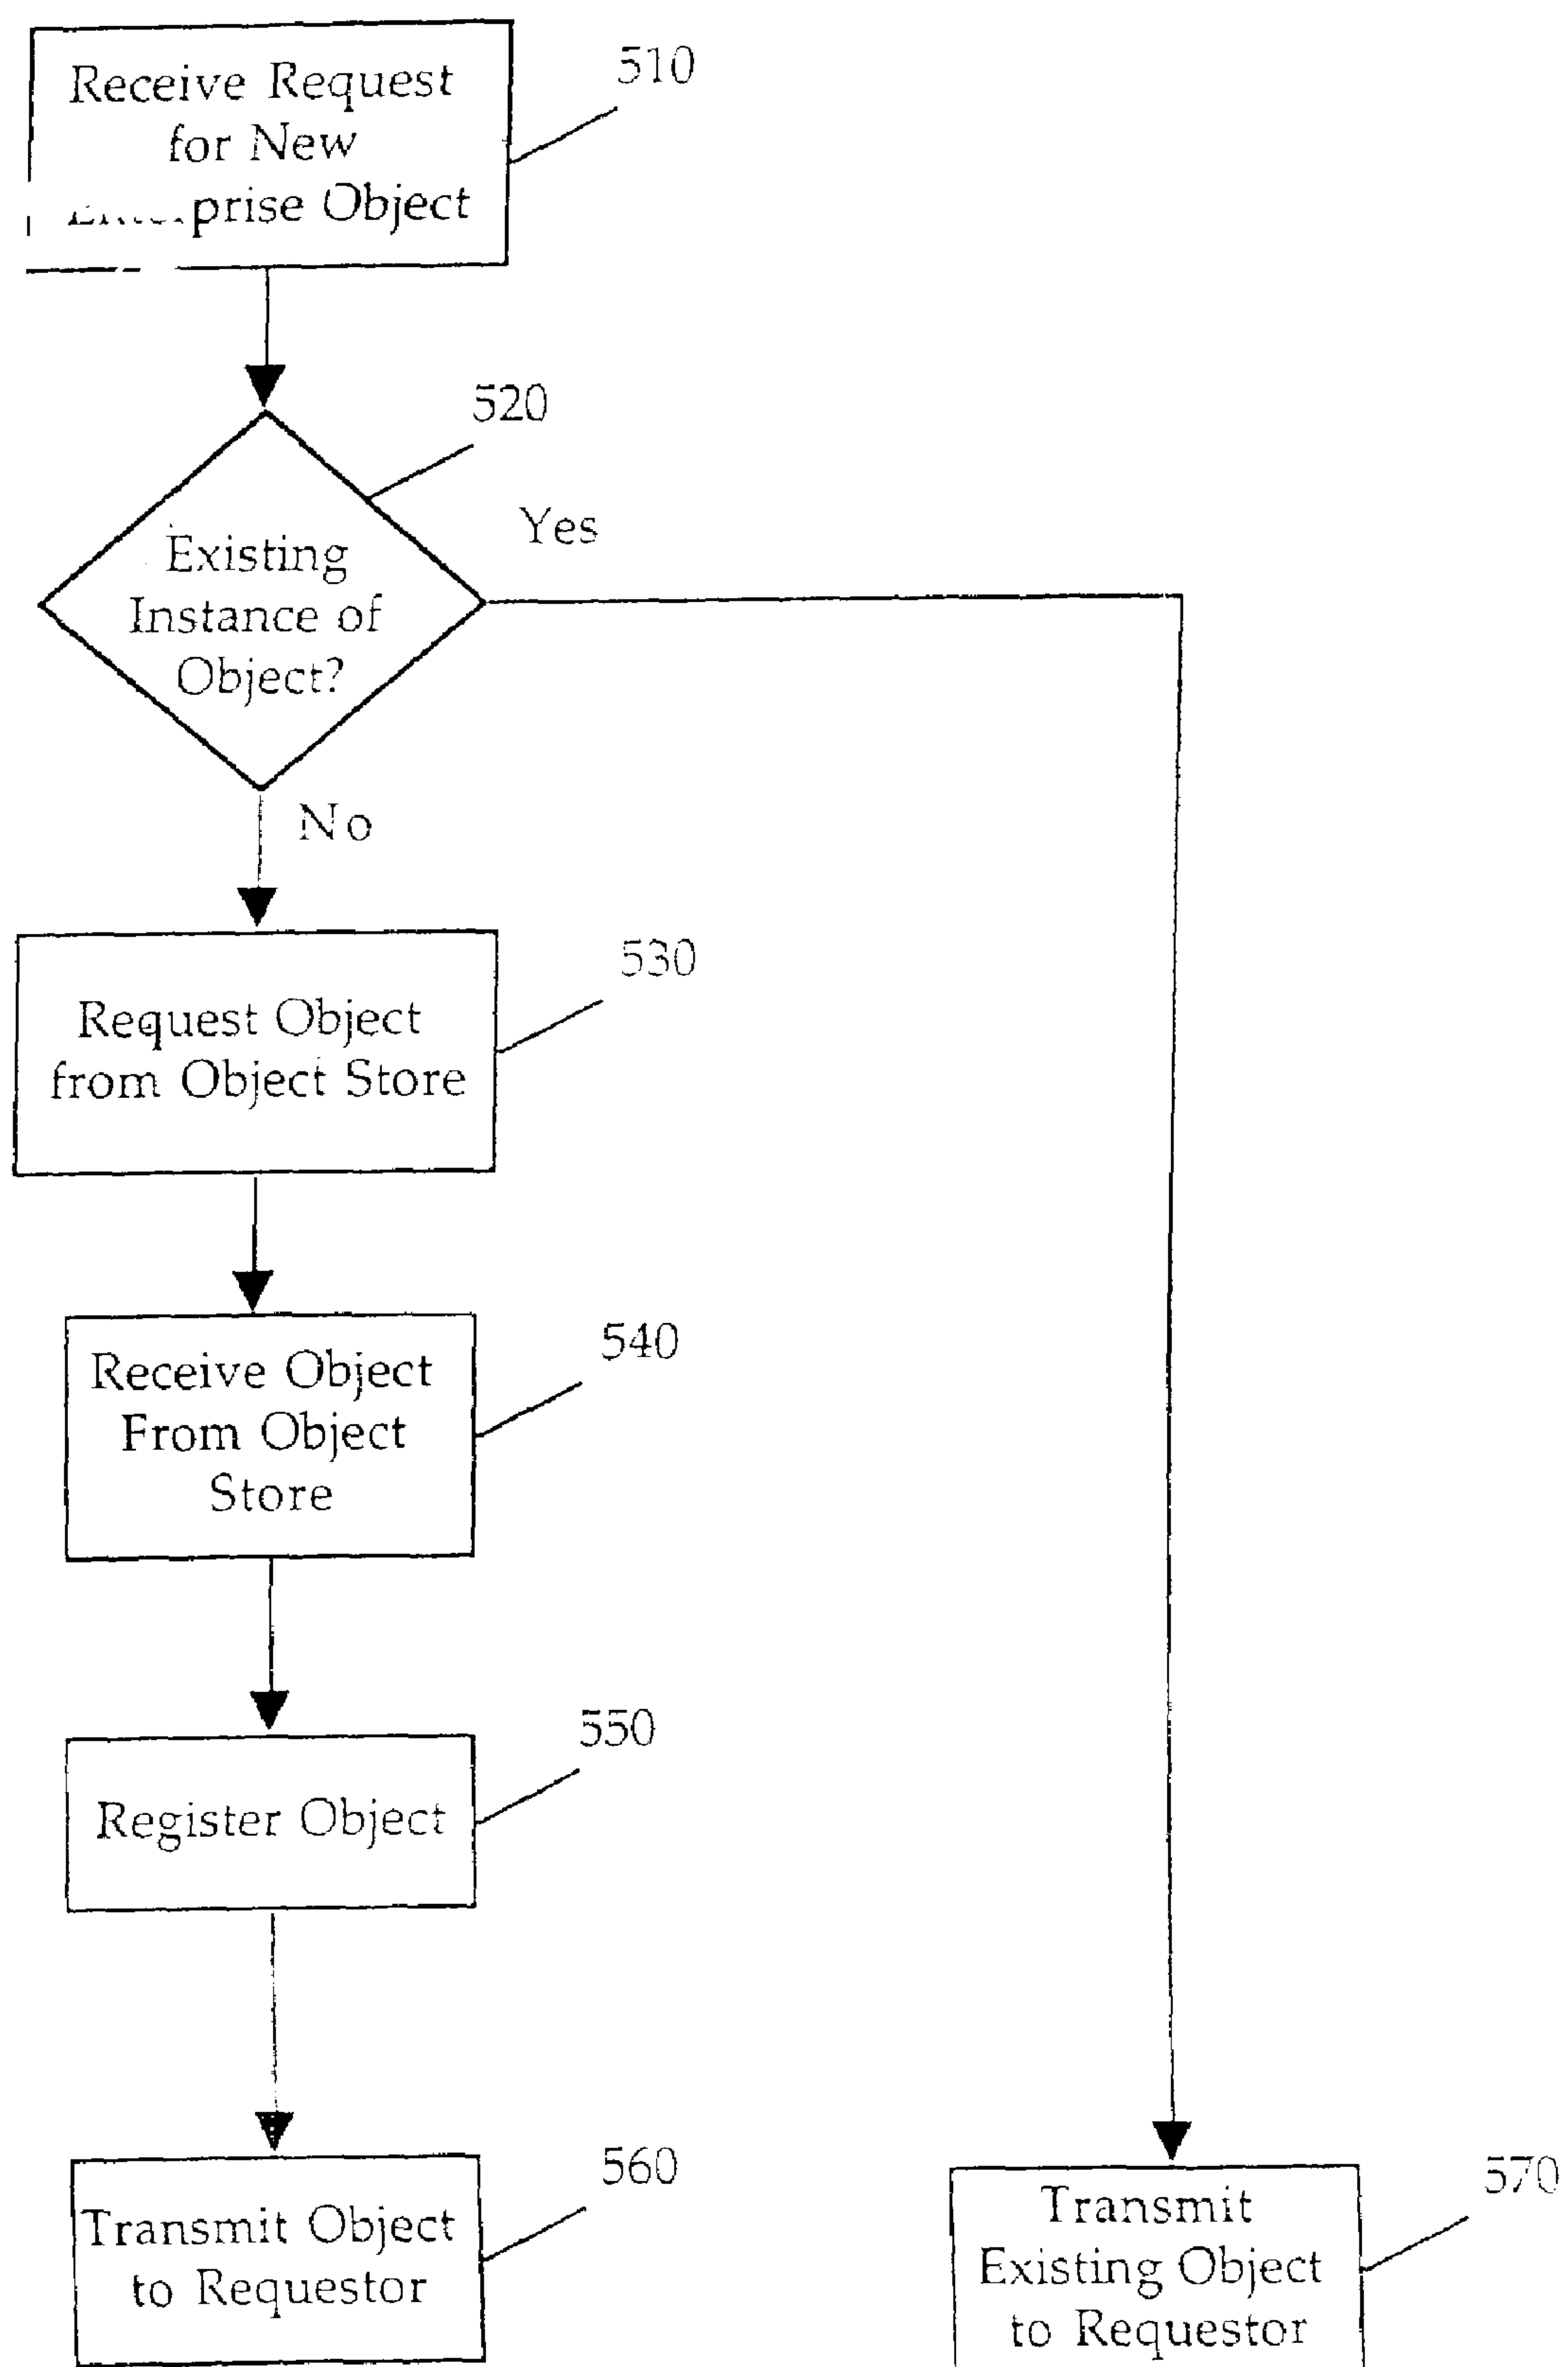 Receive Request
for New
Object
510
520
Yes
Existing
Instance of
Object?
No
530
Request Object
from Object Store
540
Receive Object
From Object
Store
550
Register Object
560
Transmit Object
to Requestor
570
Transmit
Existing Object
to Requestor